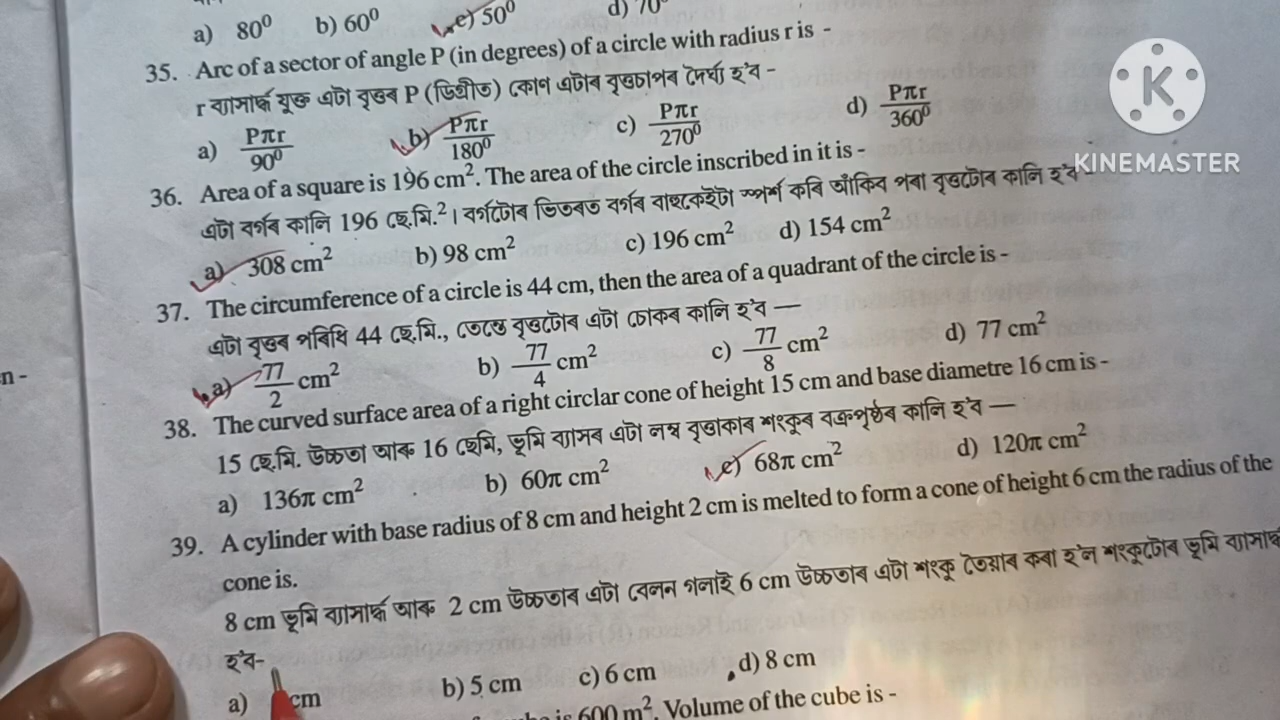 a) 80⁰ b) 60⁰ c) 50⁰ d) 70⁰
35. Arc of a sector of angle P (in degrees) of a circle with radius r is -
r ব্যাসাৰ্দ্ধ যুক্ত এটা বৃত্তৰ P (ডিগ্ৰীত) কোণ এটাৰ বৃত্তচাপৰ দৈৰ্ঘ্য হ'ব -
a) Pπr/90⁰ b) Pπr/180⁰ c) Pπr/270⁰ d) Pπr/360⁰
KINEMASTER
36. Area of a square is 196 cm². The area of the circle inscribed in it is -
এটা বৰ্গৰ কালি 196 ছে.মি.²। বৰ্গটোৰ ভিতৰত বৰ্গৰ বাহুকেইটা স্পৰ্শ কৰি আঁকিব পৰা বৃত্তটোৰ কালি হ'ব —
a) 308 cm² b) 98 cm² c) 196 cm² d) 154 cm²
37. The circumference of a circle is 44 cm, then the area of a quadrant of the circle is -
এটা বৃত্তৰ পৰিধি 44 ছে.মি., তেন্তে বৃত্তটোৰ এটা চোকৰ কালি হ'ব —
a) 77/2 cm² b) 77/4 cm² c) 77/8 cm² d) 77 cm²
38. The curved surface area of a right circlar cone of height 15 cm and base diametre 16 cm is -
15 ছে.মি. উচ্চতা আৰু 16 ছেমি, ভূমি ব্যাসৰ এটা লম্ব বৃত্তাকাৰ শংকুৰ বক্ৰপৃষ্ঠৰ কালি হ'ব —
a) 136π cm² b) 60π cm² c) 68π cm² d) 120π cm²
39. A cylinder with base radius of 8 cm and height 2 cm is melted to form a cone of height 6 cm the radius of the
cone is.
8 cm ভূমি ব্যাসাৰ্দ্ধ আৰু 2 cm উচ্চতাৰ এটা বেলন গলাই 6 cm উচ্চতাৰ এটা শংকু তৈয়াৰ কৰা হ'ল শংকুটোৰ ভূমি
হ'ব-
a) cm b) 5 cm c) 6 cm d) 8 cm
is 600 m². Volume of the cube is -